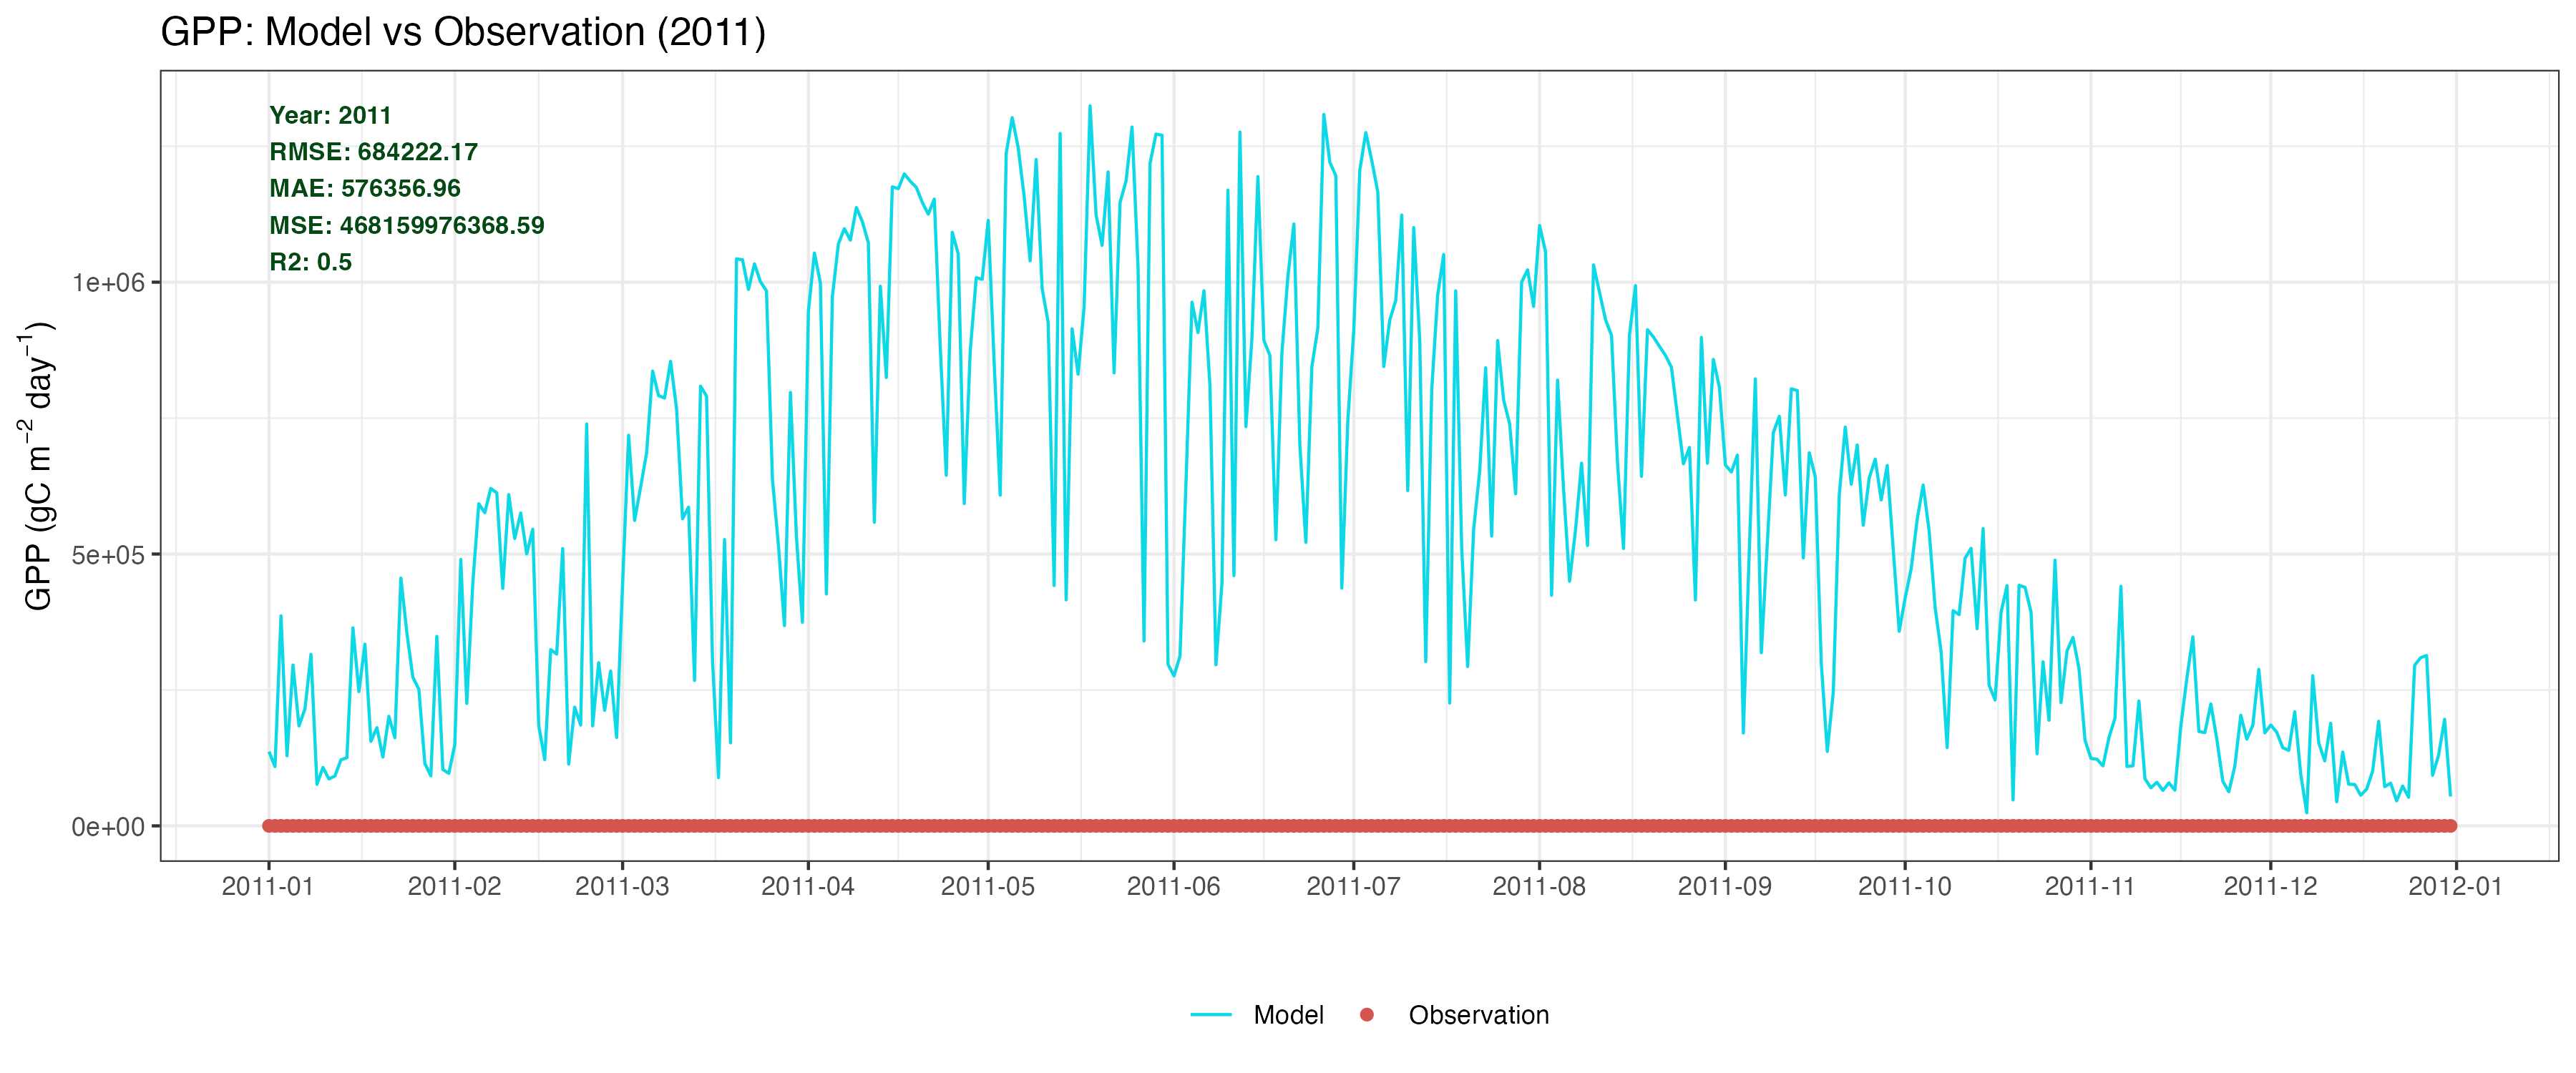 GPP: Model vs Observation (2011)
Year: 2011
RMSE: 684222.17
MAE: 576356.96
MSE: 468159976368.59
R2: 0.5
GPP (gC m⁻² day⁻¹)
1e+06
5e+05
0e+00
2011-01 2011-02 2011-03 2011-04 2011-05 2011-06 2011-07 2011-08 2011-09 2011-10 2011-11 2011-12 2012-01
Model Observation